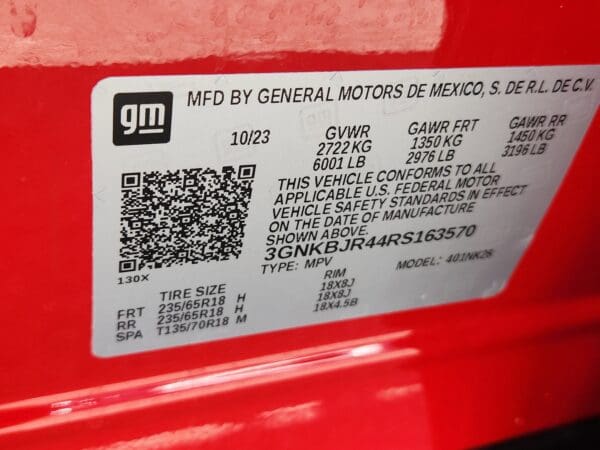 gm
MFD BY GENERAL MOTORS DE MEXICO, S. DE R.L. DE C.V.
10/23 GVWR GAWR FRT GAWR RR
2722 KG 1350 KG 1450 KG
6001 LB 2976 LB 3196 LB
THIS VEHICLE CONFORMS TO ALL
APPLICABLE U.S. FEDERAL MOTOR
VEHICLE SAFETY STANDARDS IN EFFECT
ON THE DATE OF MANUFACTURE
SHOWN ABOVE.
3GNKBJR44RS163570
TYPE: MPV MODEL: 401NK26
130X
TIRE SIZE RIM
FRT 235/65R18 H 18X8J
RR 235/65R18 H 18X8J
SPA T135/70R18 M 18X4.5B